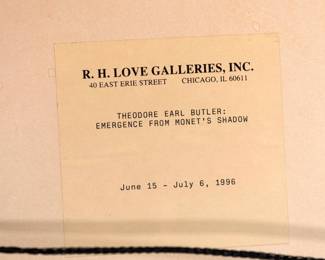 R. H. LOVE GALLERIES, INC.
40 EAST ERIE STREET CHICAGO, IL 60611
THEODORE EARL BUTLER:
EMERGENCE FROM MONET'S SHADOW
June 15 - July 6, 1996